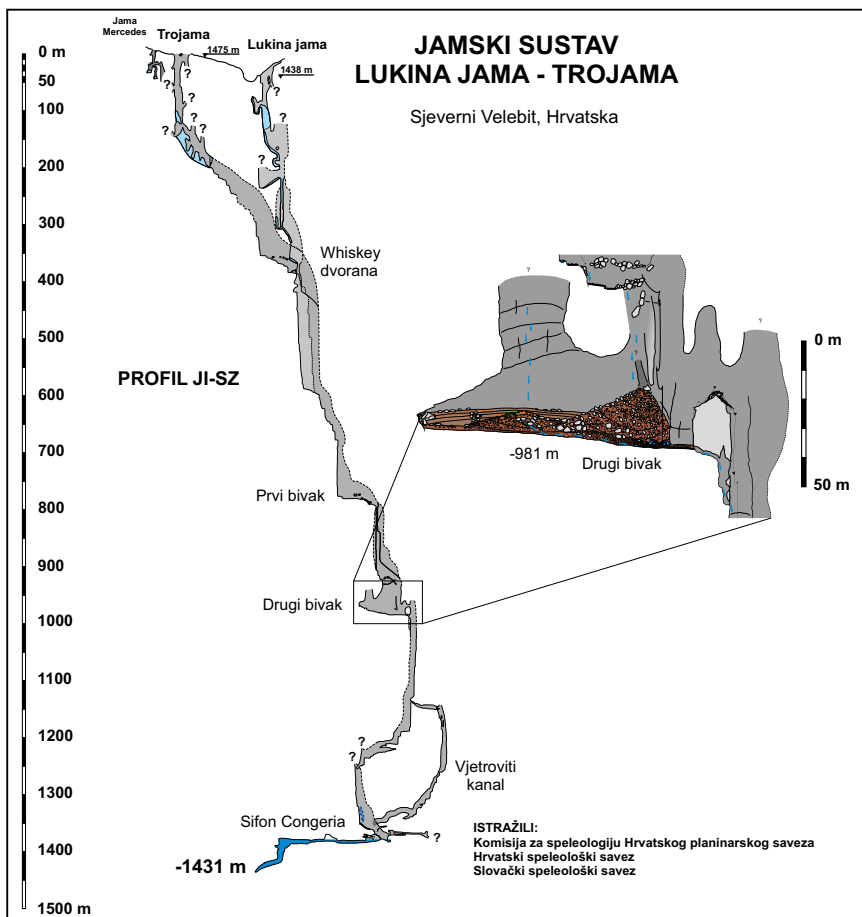 JAMSKI SUSTAV
LUKINA JAMA - TROJAMA
Sjeverni Velebit, Hrvatska
Jama
Mercedes
Trojama
Lukina jama
1475 m
1438 m
0 m
50
100
200
300
400
500
600
700
800
900
1000
1100
1200
1300
1400
1500 m
?
?
?
?
?
?
?
?
?
Whiskey
dvorana
PROFIL JI-SZ
Prvi bivak
Drugi bivak
?
?
?
-981 m
Drugi bivak
0 m
50 m
?
?
Vjetroviti
kanal
Sifon Congeria
?
-1431 m
ISTRAŽILI:
Komisija za speleologiju Hrvatskog planinarskog saveza
Hrvatski speleološki savez
Slovački speleološki savez